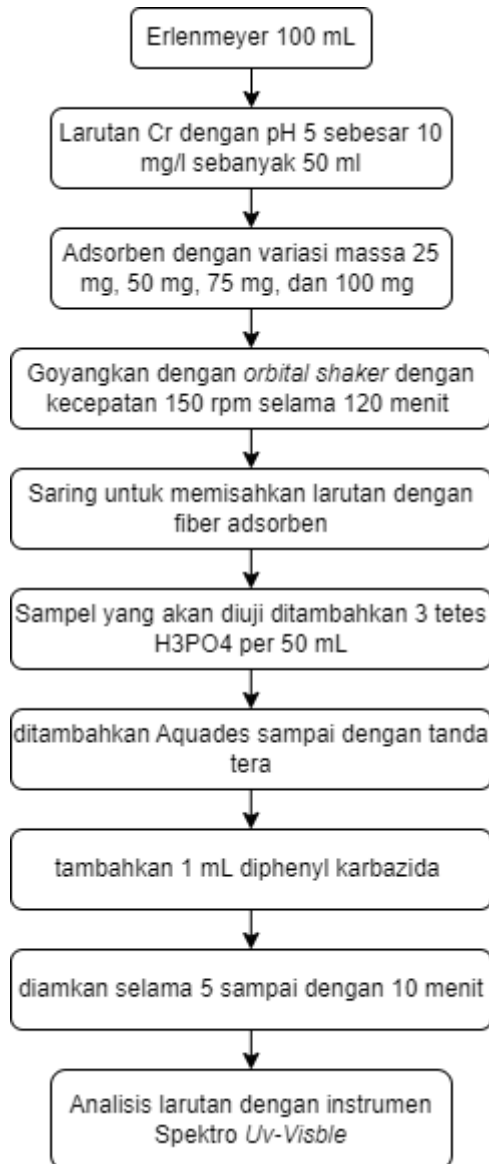 Erlenmeyer 100 mL
Larutan Cr dengan pH 5 sebesar 10
mg/l sebanyak 50 ml
Adsorben dengan variasi massa 25
mg, 50 mg, 75 mg, dan 100 mg
Goyangkan dengan orbital shaker dengan
kecepatan 150 rpm selama 120 menit
Saring untuk memisahkan larutan dengan
fiber adsorben
Sampel yang akan diuji ditambahkan 3 tetes
H3PO4 per 50 mL
ditambahkan Aquades sampai dengan tanda
tera
tambahkan 1 mL diphenyl karbazida
diamkan selama 5 sampai dengan 10 menit
Analisis larutan dengan instrumen
Spektro Uv-Visble